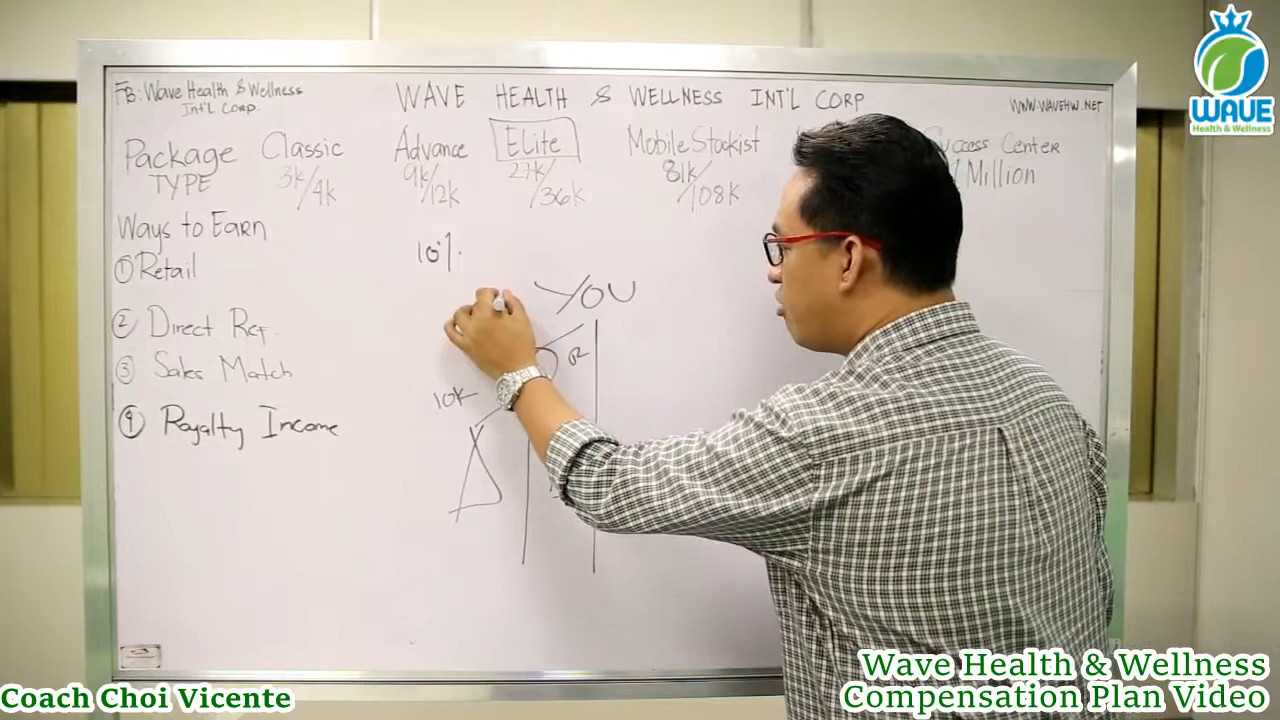 FB: Wave Health & Wellness
Int'l Corp.
WAVE HEALTH & WELLNESS INT'L CORP
WWW.WAVEHW.NET
WAVE
Health & Wellness
Package TYPE
Classic
3k/4k
Advance
9k/12k
Elite
27k/36k
Mobile Stockist
81k/108k
Center
Million
Ways to Earn
① Retail
10%
② Direct Ref.
③ Sales Match
④ Royalty Income
YOU
10k
Coach Choi Vicente
Wave Health & Wellness
Compensation Plan Video